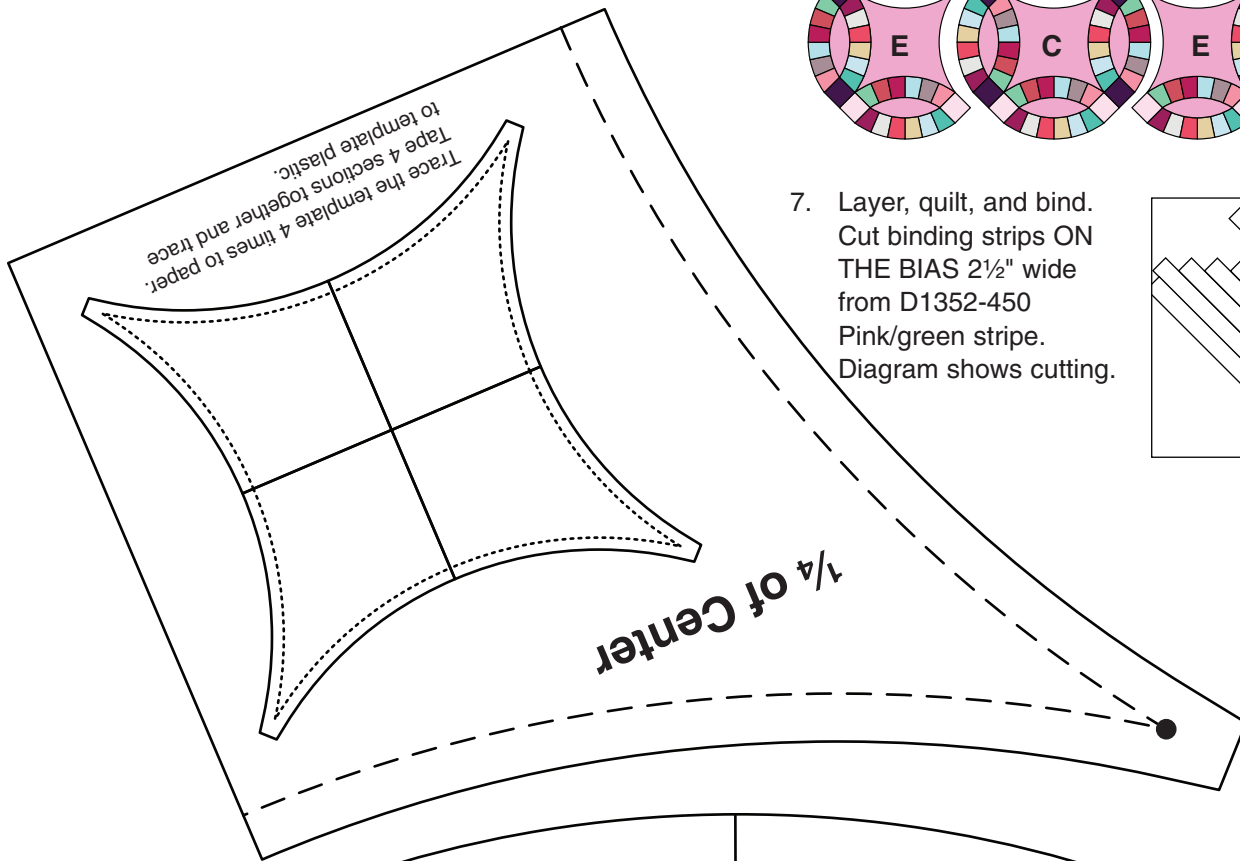 E C E
7. Layer, quilt, and bind.
Cut binding strips ON
THE BIAS 2½" wide
from D1352-450
Pink/green stripe.
Diagram shows cutting.
Trace the template 4 times to paper.
Tape 4 sections together and trace
to template plastic.
¼ of Center